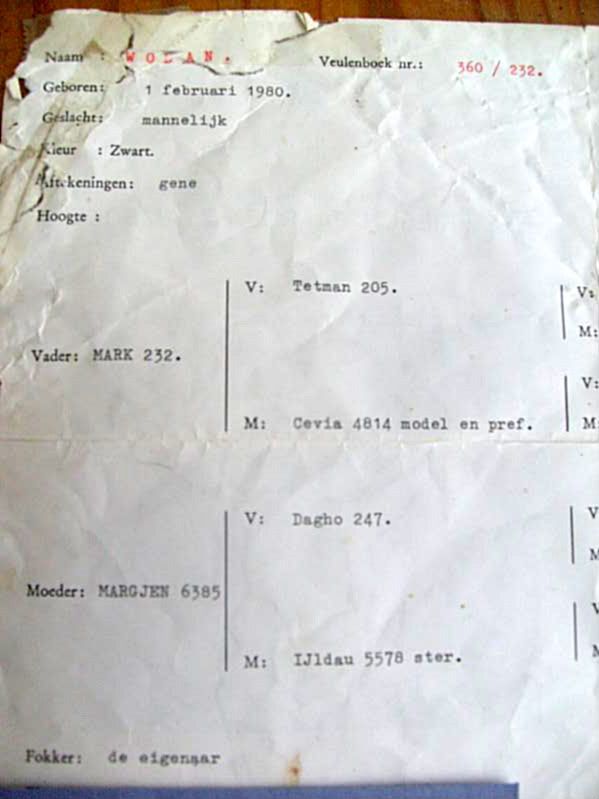 Naam : WODAN. Veulenboek nr.: 360 / 232.
Geboren: 1 februari 1980.
Geslacht: mannelijk
Kleur : Zwart.
Aftekeningen: gene
Hoogte :
V: Tetman 205. V:
M:
Vader: MARK 232.
V:
M: Cevia 4814 model en pref. M:
V: Dagho 247. V
M
Moeder: MARGJEN 6385
V
M: IJldau 5578 ster. M
Fokker: de eigenaar